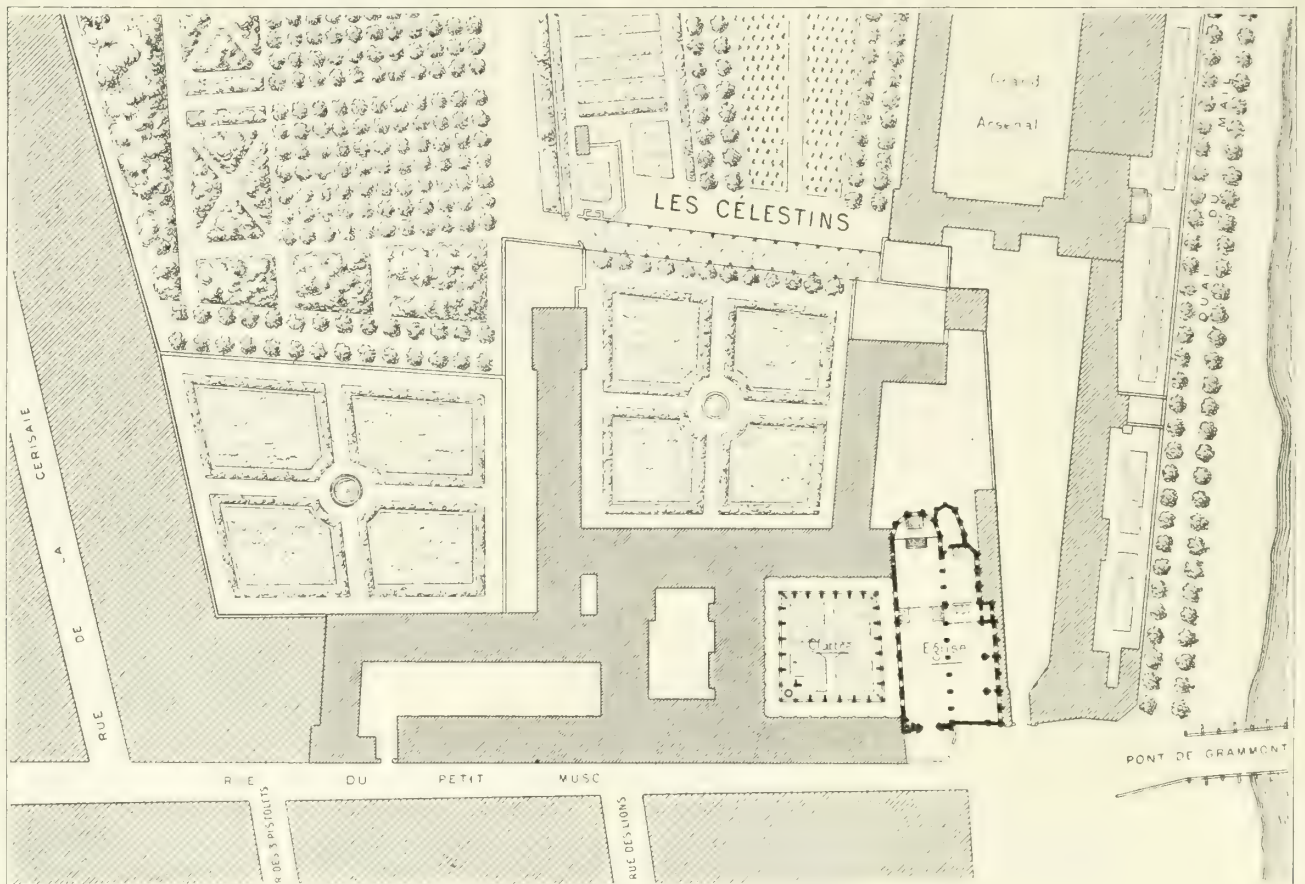 Grand
Arsenal
QUAI DU MAIL
LES CÉLESTINS
RUE DE LA CERISAIE
Cloître
Eglise
PONT DE GRAMMONT
RUE DU PETIT MUSC
R DES 3 PISTOLETS
RUE DES LIONS